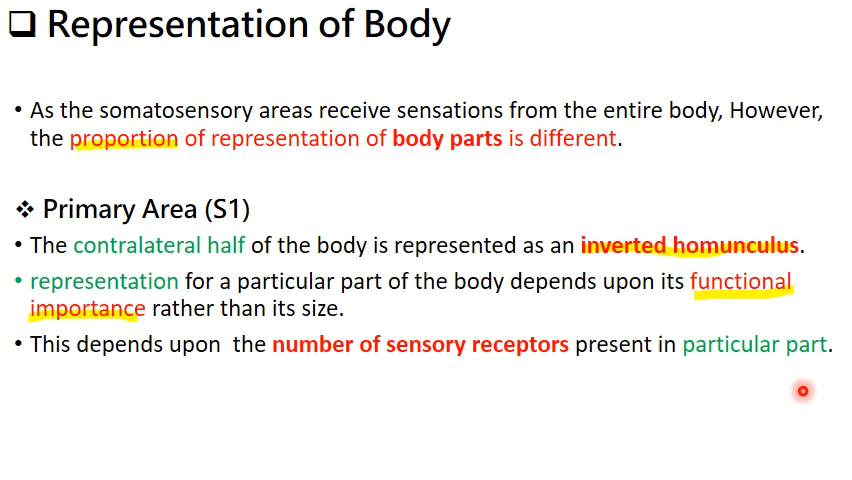 Representation of Body
• As the somatosensory areas receive sensations from the entire body, However,
the proportion of representation of body parts is different.
❖ Primary Area (S1)
• The contralateral half of the body is represented as an inverted homunculus.
• representation for a particular part of the body depends upon its functional
importance rather than its size.
• This depends upon the number of sensory receptors present in particular part.